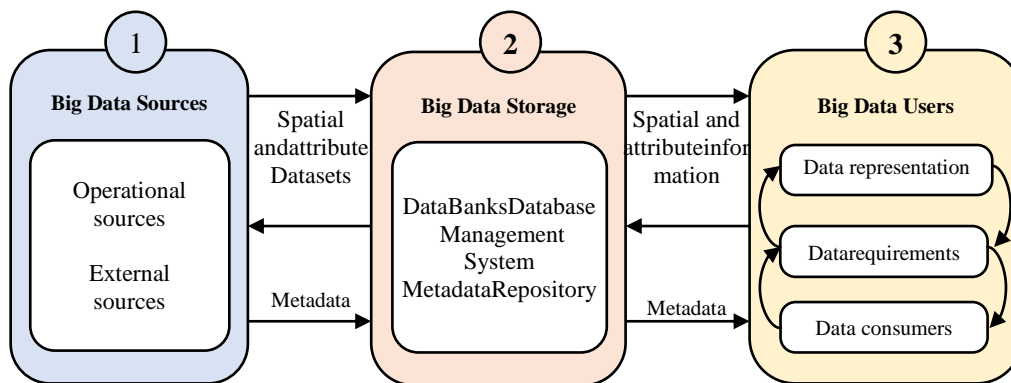 1
Big Data Sources
Operational
sources
External
sources
Spatial
andattribute
Datasets
Metadata
2
Big Data Storage
DataBanksDatabase
Management
System
MetadataRepository
Spatial and
attributeinfor
mation
Metadata
3
Big Data Users
Data representation
Datarequirements
Data consumers